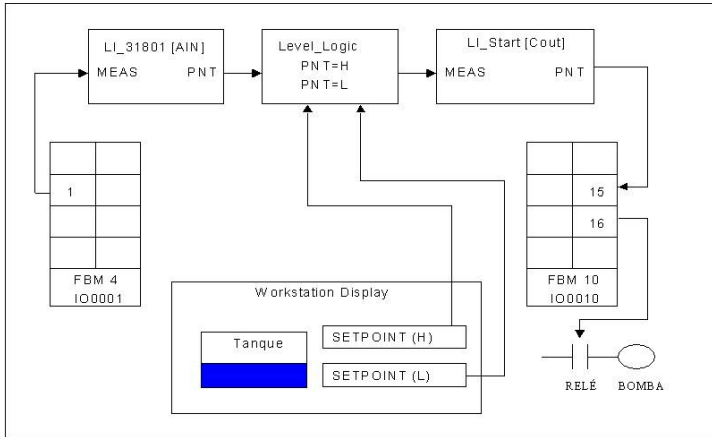 LI_31801 [AIN]
MEAS PNT
Level_Logic
PNT=H
PNT=L
LI_Start [Cout]
MEAS PNT
1
FBM 4
IO0001
15
16
FBM 10
IO0010
Workstation Display
Tanque
SETPOINT (H)
SETPOINT (L)
RELÉ BOMBA